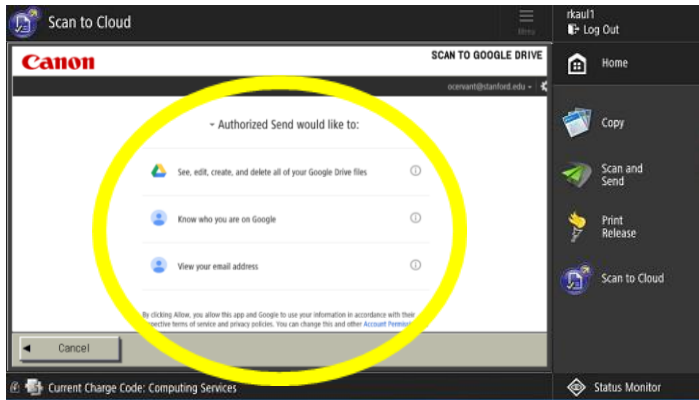 Scan to Cloud
Menu
rkaul1
Log Out
Canon
SCAN TO GOOGLE DRIVE
ocervant@stanford.edu
Authorized Send would like to:
See, edit, create, and delete all of your Google Drive files
Know who you are on Google
View your email address
By clicking Allow, you allow this app and Google to use your information in accordance with their
terms of service and privacy policies. You can change this and other Account
Cancel
Current Charge Code: Computing Services
Home
Copy
Scan and
Send
Print
Release
Scan to Cloud
Status Monitor